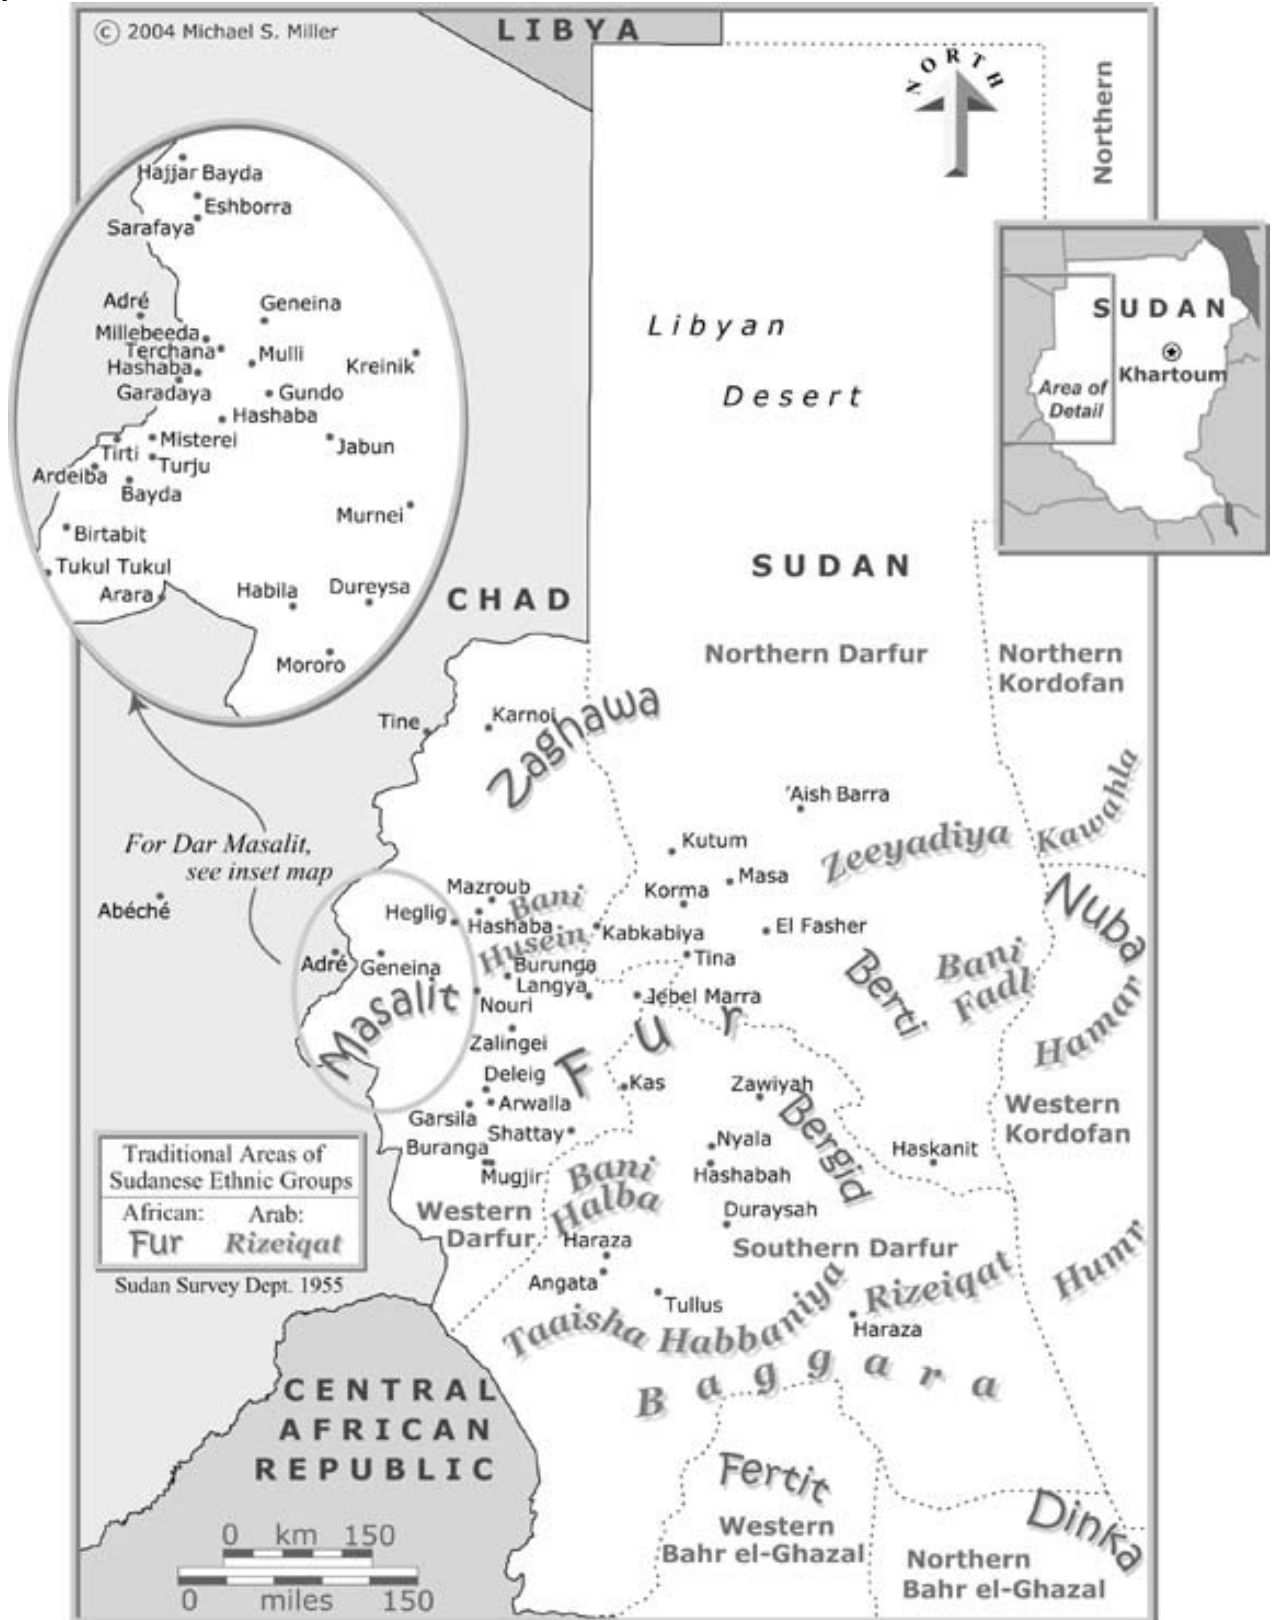 © 2004 Michael S. Miller
LIBYA
NORTH
Northern
Hajjar Bayda
Eshborra
Sarafaya
Adré
Geneina
Millebeeda
Terchana
Mulli
Hashaba
Kreinik
Garadaya
Gundo
Hashaba
Misterei
Jabun
Tirti
Turju
Ardeiba
Bayda
Murnei
Birtabit
Tukul Tukul
Arara
Habila
Dureysa
Mororo
SUDAN
Khartoum
Area of
Detail
Libyan
Desert
SUDAN
CHAD
Northern Darfur
Northern
Kordofan
Tine
Karnoi
Zaghawa
'Aish Barra
Kawahla
Zeeyadiya
Kutum
Masa
Korma
For Dar Masalit,
see inset map
Abéché
Mazroub
Bani
Husein
Heglig
Hashaba
Kabkabiya
El Fasher
Nuba
Adré
Geneina
Burunga
Tina
Langya
Bani
Fadl
Berti
Masalit
Nouri
Jebel Marra
Hamar
Zalingei
Fur
Deleig
Kas
Zawiyah
Arwalla
Garsila
Bergid
Western
Kordofan
Shattay
Buranga
Nyala
Haskanit
Mugjir
Bani
Halba
Hashabah
Western
Darfur
Duraysah
Haraza
Southern Darfur
Humr
Angata
Rizeiqat
Tullus
Haraza
Taaisha
Habbaniya
Baggara
Traditional Areas of
Sudanese Ethnic Groups
African: Arab:
Fur Rizeiqat
Sudan Survey Dept. 1955
CENTRAL
AFRICAN
REPUBLIC
Fertit
Western
Bahr el-Ghazal
Dinka
Northern
Bahr el-Ghazal
0 km 150
0 miles 150